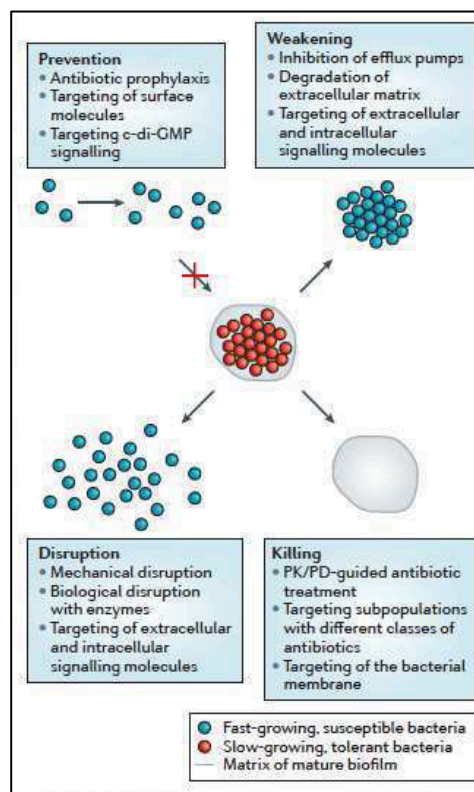 Prevention
• Antibiotic prophylaxis
• Targeting of surface
molecules
• Targeting c-di-GMP
signalling
Weakening
• Inhibition of efflux pumps
• Degradation of
extracellular matrix
• Targeting of extracellular
and intracellular
signalling molecules
Disruption
• Mechanical disruption
• Biological disruption
with enzymes
• Targeting of extracellular
and intracellular
signalling molecules
Killing
• PK/PD-guided antibiotic
treatment
• Targeting subpopulations
with different classes of
antibiotics
• Targeting of the bacterial
membrane
Fast-growing, susceptible bacteria
Slow-growing, tolerant bacteria
Matrix of mature biofilm